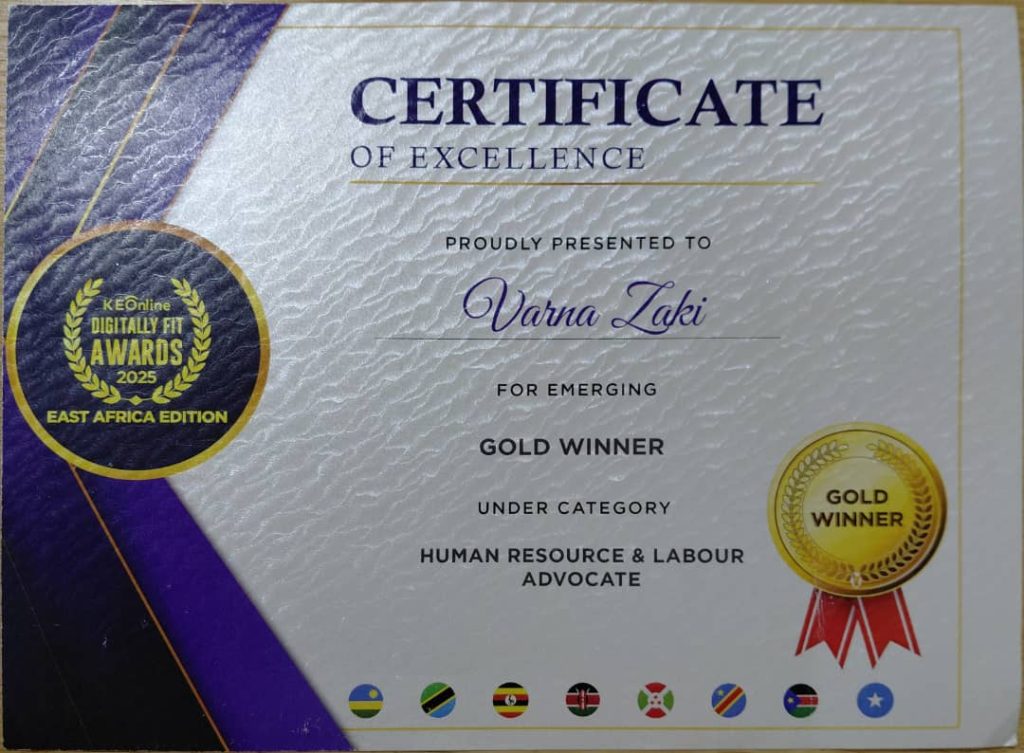 CERTIFICATE
OF EXCELLENCE
PROUDLY PRESENTED TO
Varna Zaki
FOR EMERGING
GOLD WINNER
UNDER CATEGORY
HUMAN RESOURCE & LABOUR
ADVOCATE
KEOnline
DIGITALLY FIT
AWARDS
2025
EAST AFRICA EDITION
GOLD
WINNER